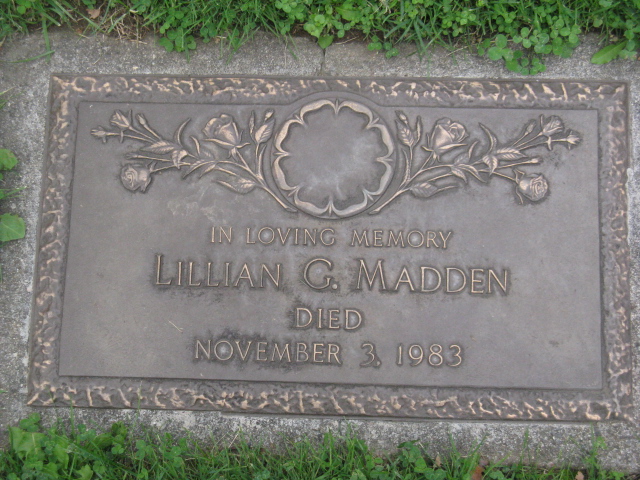 IN LOVING MEMORY
LILLIAN G. MADDEN
DIED
NOVEMBER 3, 1983